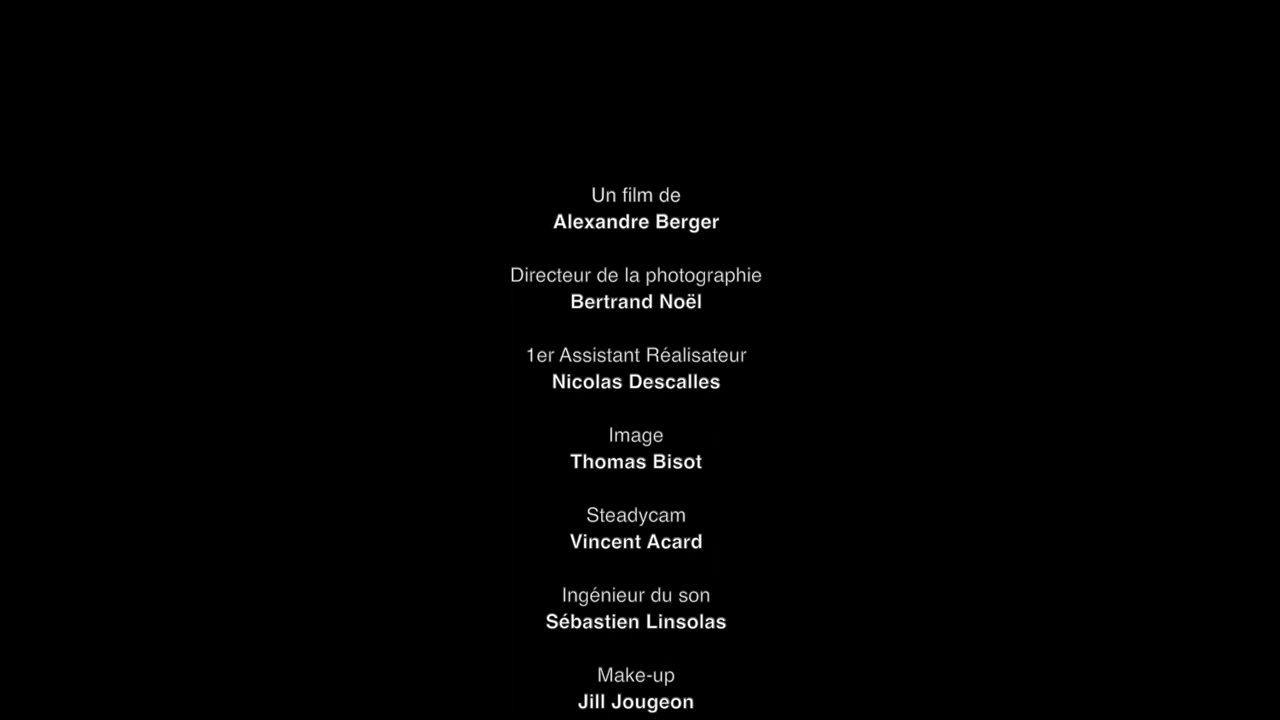 Un film de
Alexandre Berger
Directeur de la photographie
Bertrand Noël
1er Assistant Réalisateur
Nicolas Descalles
Image
Thomas Bisot
Steadycam
Vincent Acard
Ingénieur du son
Sébastien Linsolas
Make-up
Jill Jougeon